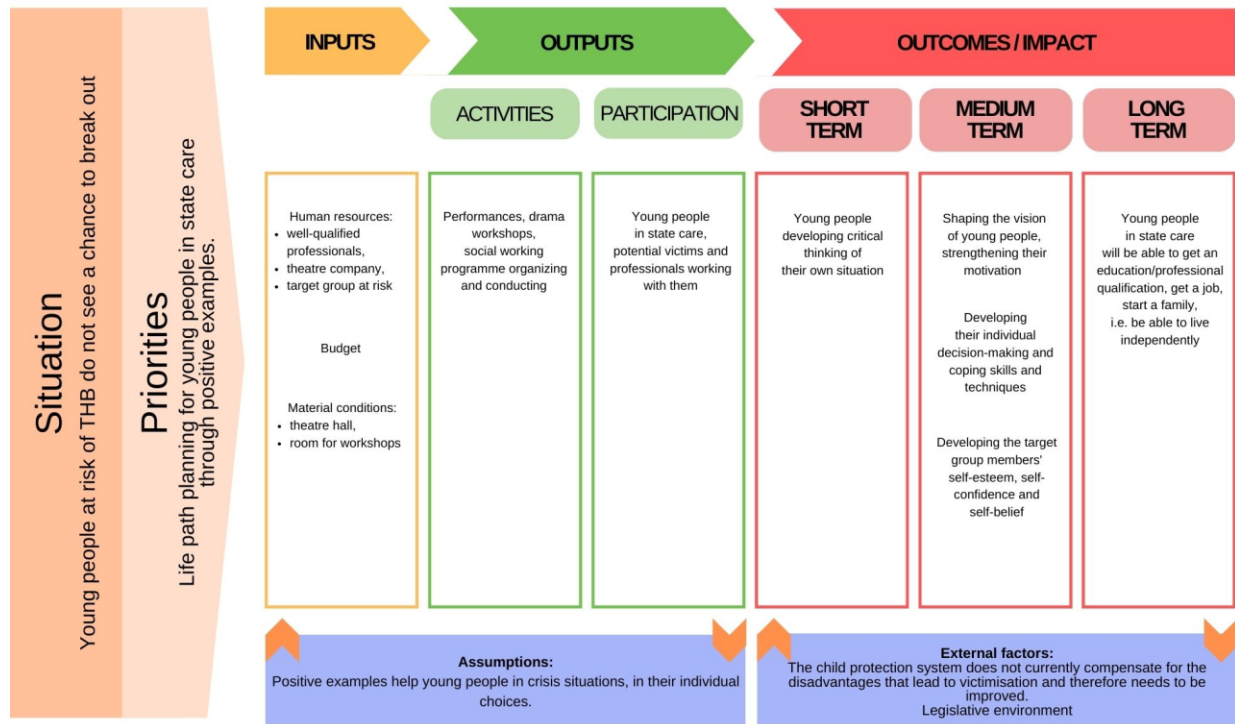 Situation
Young people at risk of THB do not see a chance to break out
Priorities
Life path planning for young people in state care
through positive examples.
INPUTS
OUTPUTS
OUTCOMES / IMPACT
ACTIVITIES
PARTICIPATION
SHORT
TERM
MEDIUM
TERM
LONG
TERM
Human resources:
• well-qualified
professionals,
• theatre company,
• target group at risk
Budget
Material conditions:
• theatre hall,
• room for workshops
Performances, drama
workshops,
social working
programme organizing
and conducting
Young people
in state care,
potential victims and
professionals working
with them
Young people
developing critical
thinking of
their own situation
Shaping the vision
of young people,
strengthening their
motivation
Developing
their individual
decision-making and
coping skills and
techniques
Developing the target
group members'
self-esteem, self-
confidence and
self-belief
Young people
in state care
will be able to get an
education/professional
qualification, get a job,
start a family,
i.e. be able to live
independently
Assumptions:
Positive examples help young people in crisis situations, in their individual
choices.
External factors:
The child protection system does not currently compensate for the
disadvantages that lead to victimisation and therefore needs to be
improved.
Legislative environment